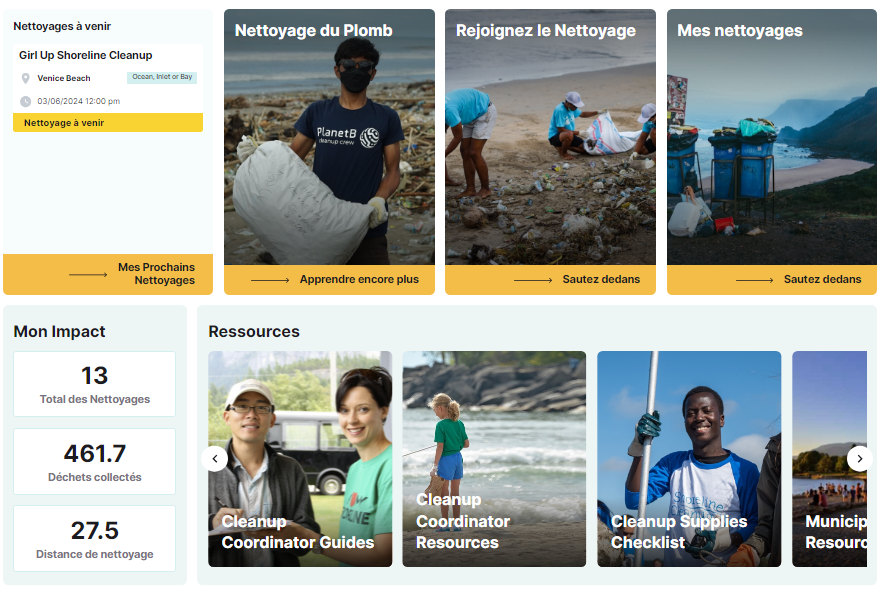 Nettoyages à venir
Girl Up Shoreline Cleanup
Venice Beach
Ocean, Inlet or Bay
03/06/2024 12:00 pm
Nettoyage à venir
Mes Prochains
Nettoyages
Nettoyage du Plomb
PlanetB
cleanup crew
Apprendre encore plus
Rejoignez le Nettoyage
Sautez dedans
Mes nettoyages
Sautez dedans
Mon Impact
13
Total des Nettoyages
461.7
Déchets collectés
27.5
Distance de nettoyage
Ressources
Cleanup
Coordinator Guides
Cleanup
Coordinator
Resources
Shoreline
Cleanup Supplies
Checklist
Municip
Resourc